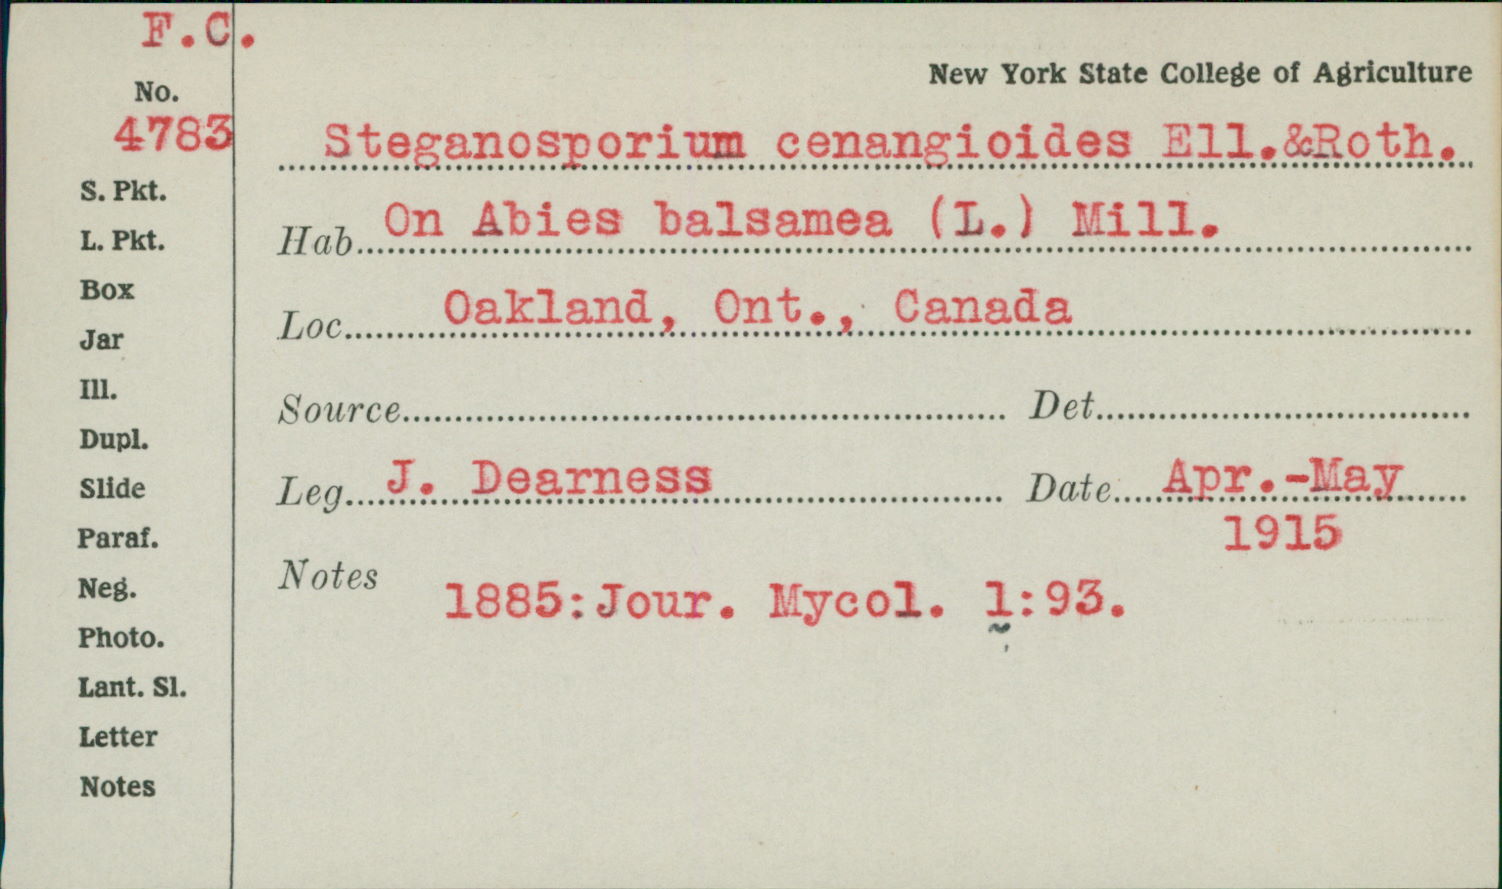 F.C.
New York State College of Agriculture
No.
4783
Steganosporium cenangioides Ell.&Roth.
S. Pkt.
Hab. On Abies balsamea (L.) Mill.
L. Pkt.
Box
Loc. Oakland, Ont., Canada
Jar
Ill.
Source Det.
Dupl.
Slide
Leg. J. Dearness Date Apr.-May
1915
Paraf.
Neg.
Notes
1885:Jour. Mycol. 1:93.
Photo.
Lant. Sl.
Letter
Notes